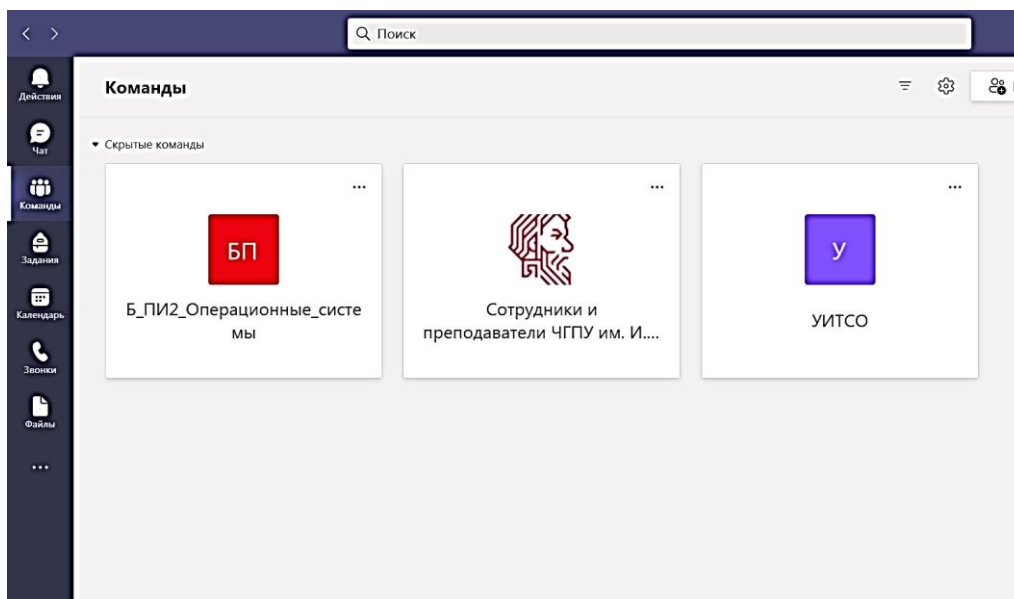 Поиск
Действия
Чат
Команды
Задания
Календарь
Звонки
Файлы
Команды
Скрытые команды
БП
Б_ПИ2_Операционные_систе
мы
Сотрудники и
преподаватели ЧГПУ им. И....
У
УИТСО